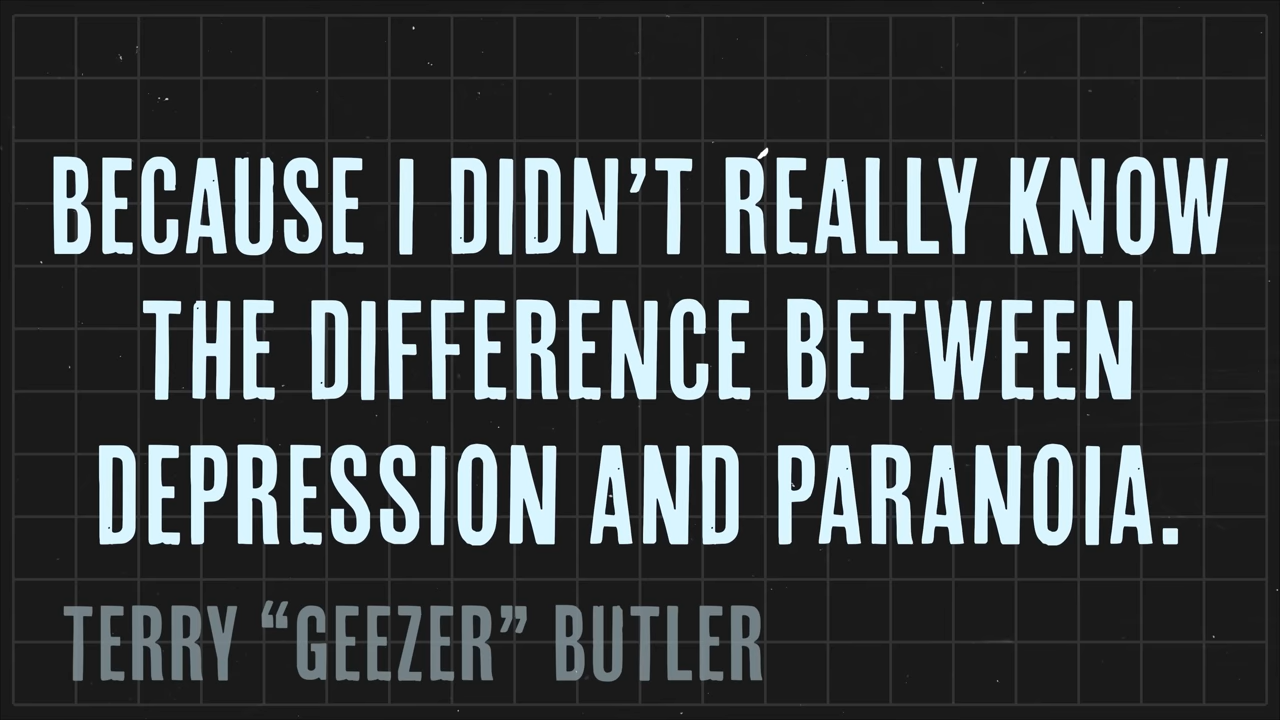 BECAUSE I DIDN’T REALLY KNOW
THE DIFFERENCE BETWEEN
DEPRESSION AND PARANOIA.
TERRY “GEEZER” BUTLER